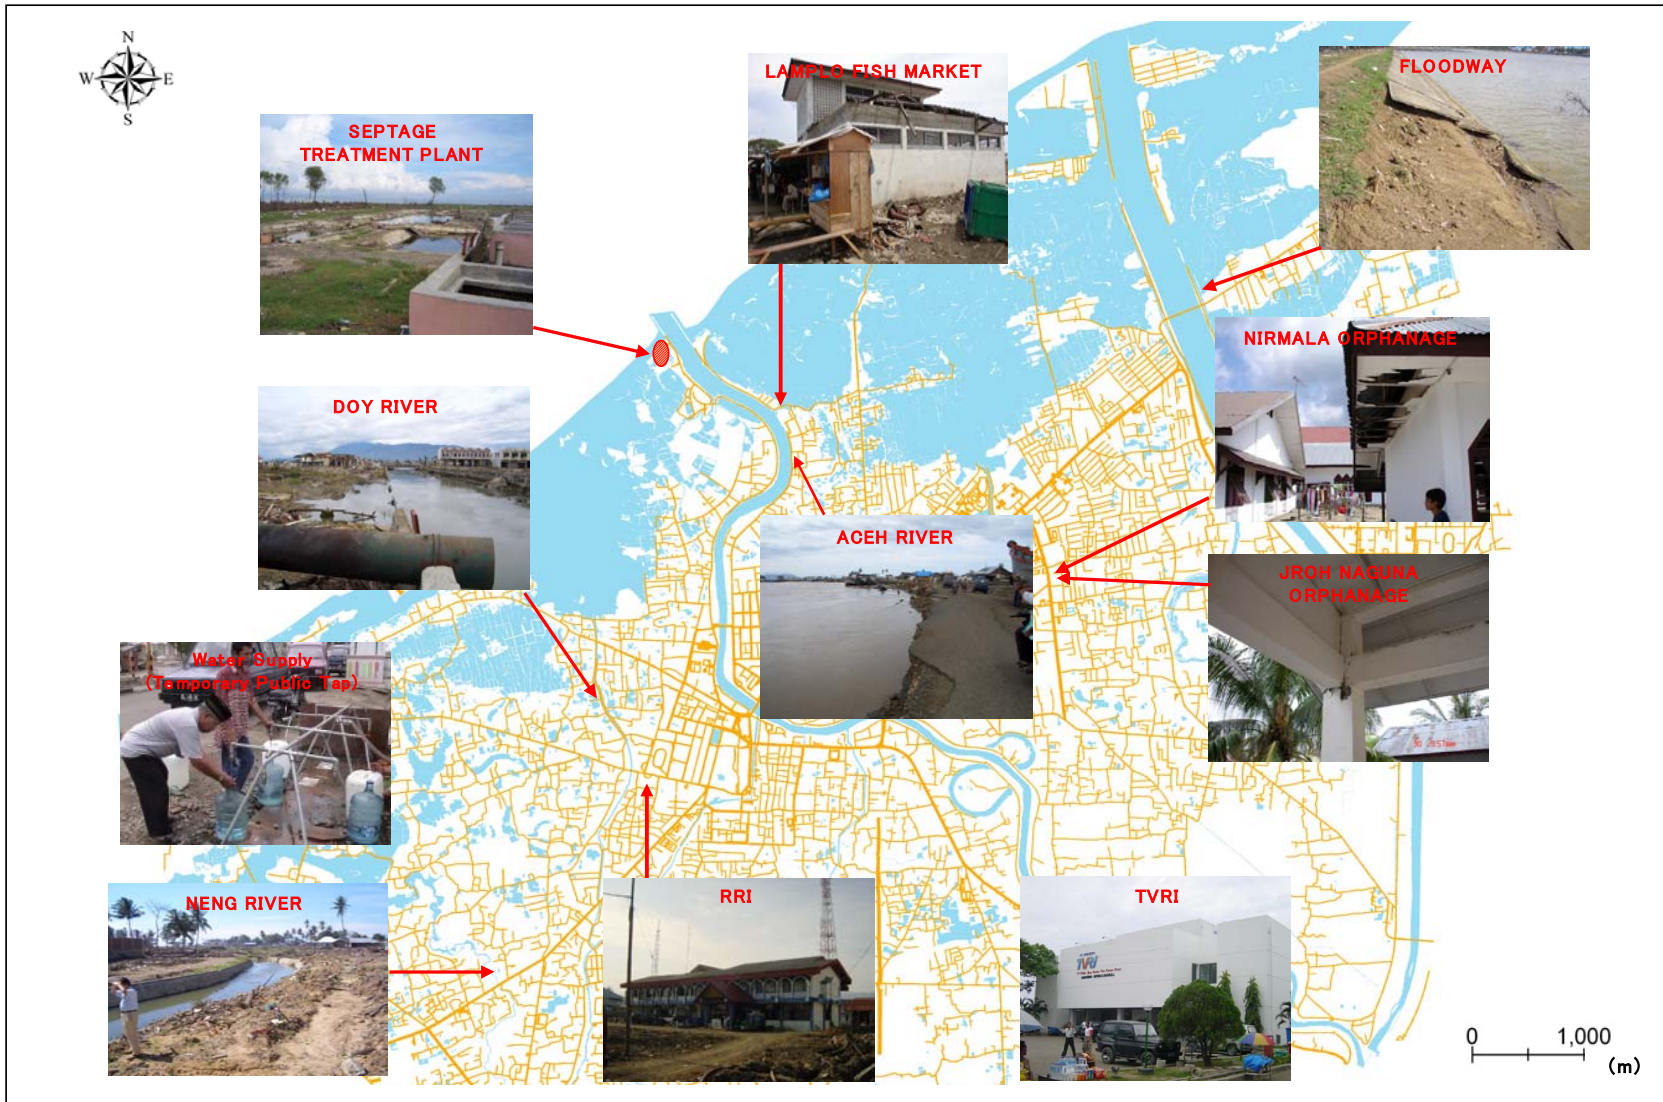 N
W E
S
SEPTAGE
TREATMENT PLANT
LAMPLO FISH MARKET
FLOODWAY
NIRMALA ORPHANAGE
DOY RIVER
ACEH RIVER
JROH NAGUNA
ORPHANAGE
Water Supply
(Temporary Public Tap)
NENG RIVER
RRI
TVRI
TVRI
0 1,000
(m)